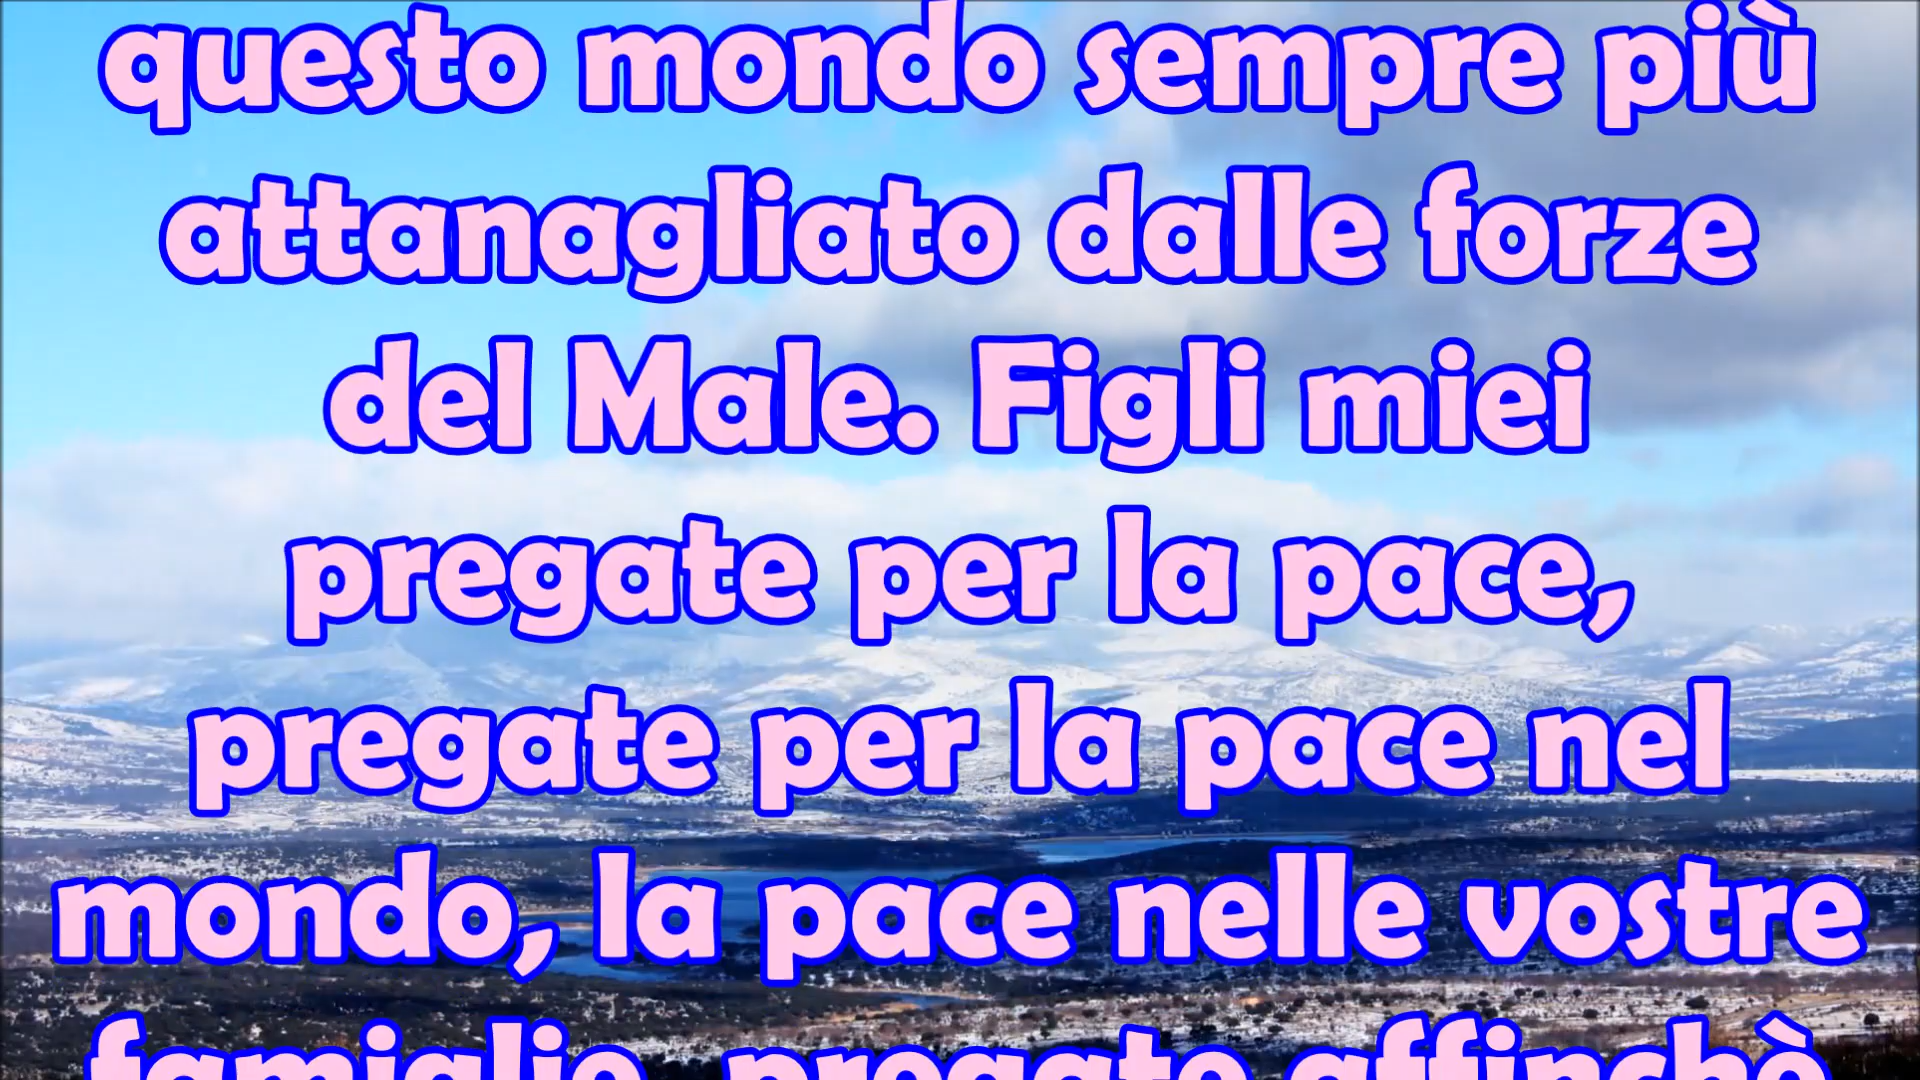 questo mondo sempre più
attanagliato dalle forze
del Male. Figli miei
pregate per la pace,
pregate per la pace nel
mondo, la pace nelle vostre
famiglie, pregate affinchè